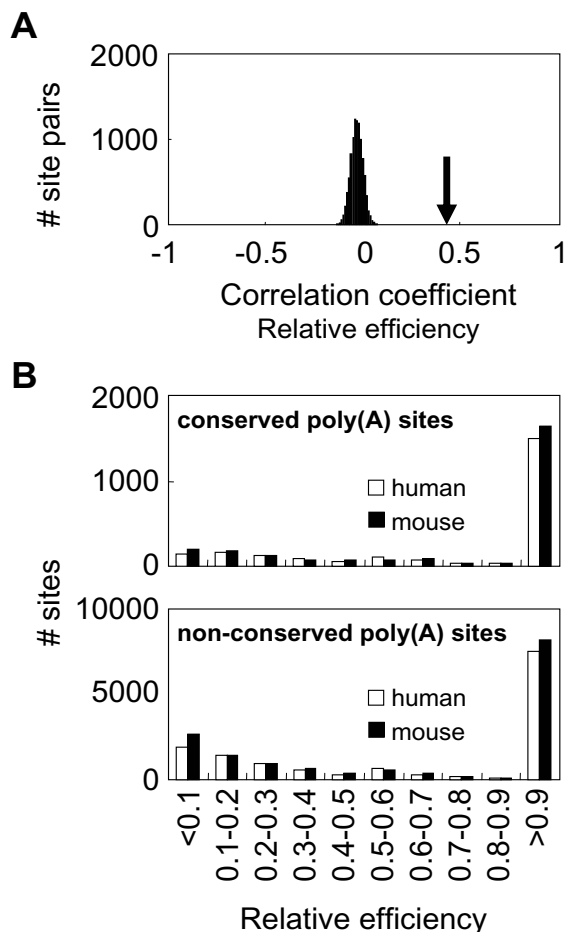 A
2000
1000
0
# site pairs
-1 -0.5 0 0.5 1
Correlation coefficient
Relative efficiency
B
2000
conserved poly(A) sites
human
1000
mouse
0
# sites
10000
non-conserved poly(A) sites
human
5000
mouse
0
<0.1 0.1-0.2 0.2-0.3 0.3-0.4 0.4-0.5 0.5-0.6 0.6-0.7 0.7-0.8 0.8-0.9 >0.9
Relative efficiency